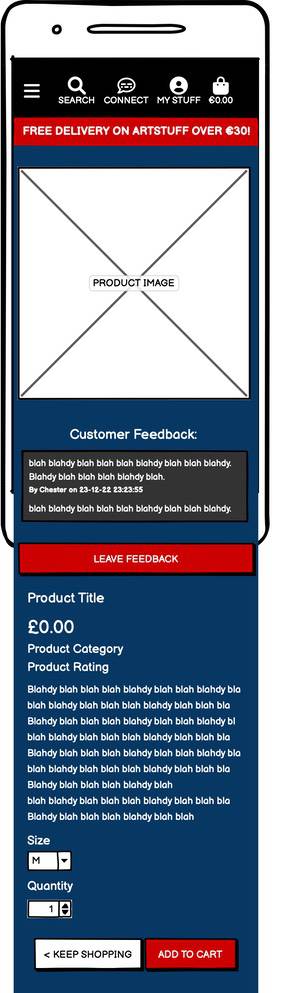 SEARCH CONNECT MY STUFF €0.00
FREE DELIVERY ON ARTSTUFF OVER €30!
PRODUCT IMAGE
Customer Feedback:
blah blahdy blah blah blah blahdy blah blah blahdy.
Blahdy blah blah blah blahdy blah.
By Chester on 23-12-22 23:23:55
blah blahdy blah blah blah blahdy blah blah blahdy.
LEAVE FEEDBACK
Product Title
£0.00
Product Category
Product Rating
Blahdy blah blah blah blahdy blah blah blahdy bla
blah blahdy blah blah blah blahdy blah blah bla
Blahdy blah blah blah blahdy blah blah blahdy bl
blah blahdy blah blah blah blahdy blah blah bla
Blahdy blah blah blah blahdy blah blah blahdy bla
blah blahdy blah blah blah blahdy blah blah bla
Blahdy blah blah blah blahdy blah
blah blahdy blah blah blah blahdy blah blah bla
Blahdy blah blah blah blahdy blah blah
Size
M
Quantity
1
< KEEP SHOPPING ADD TO CART